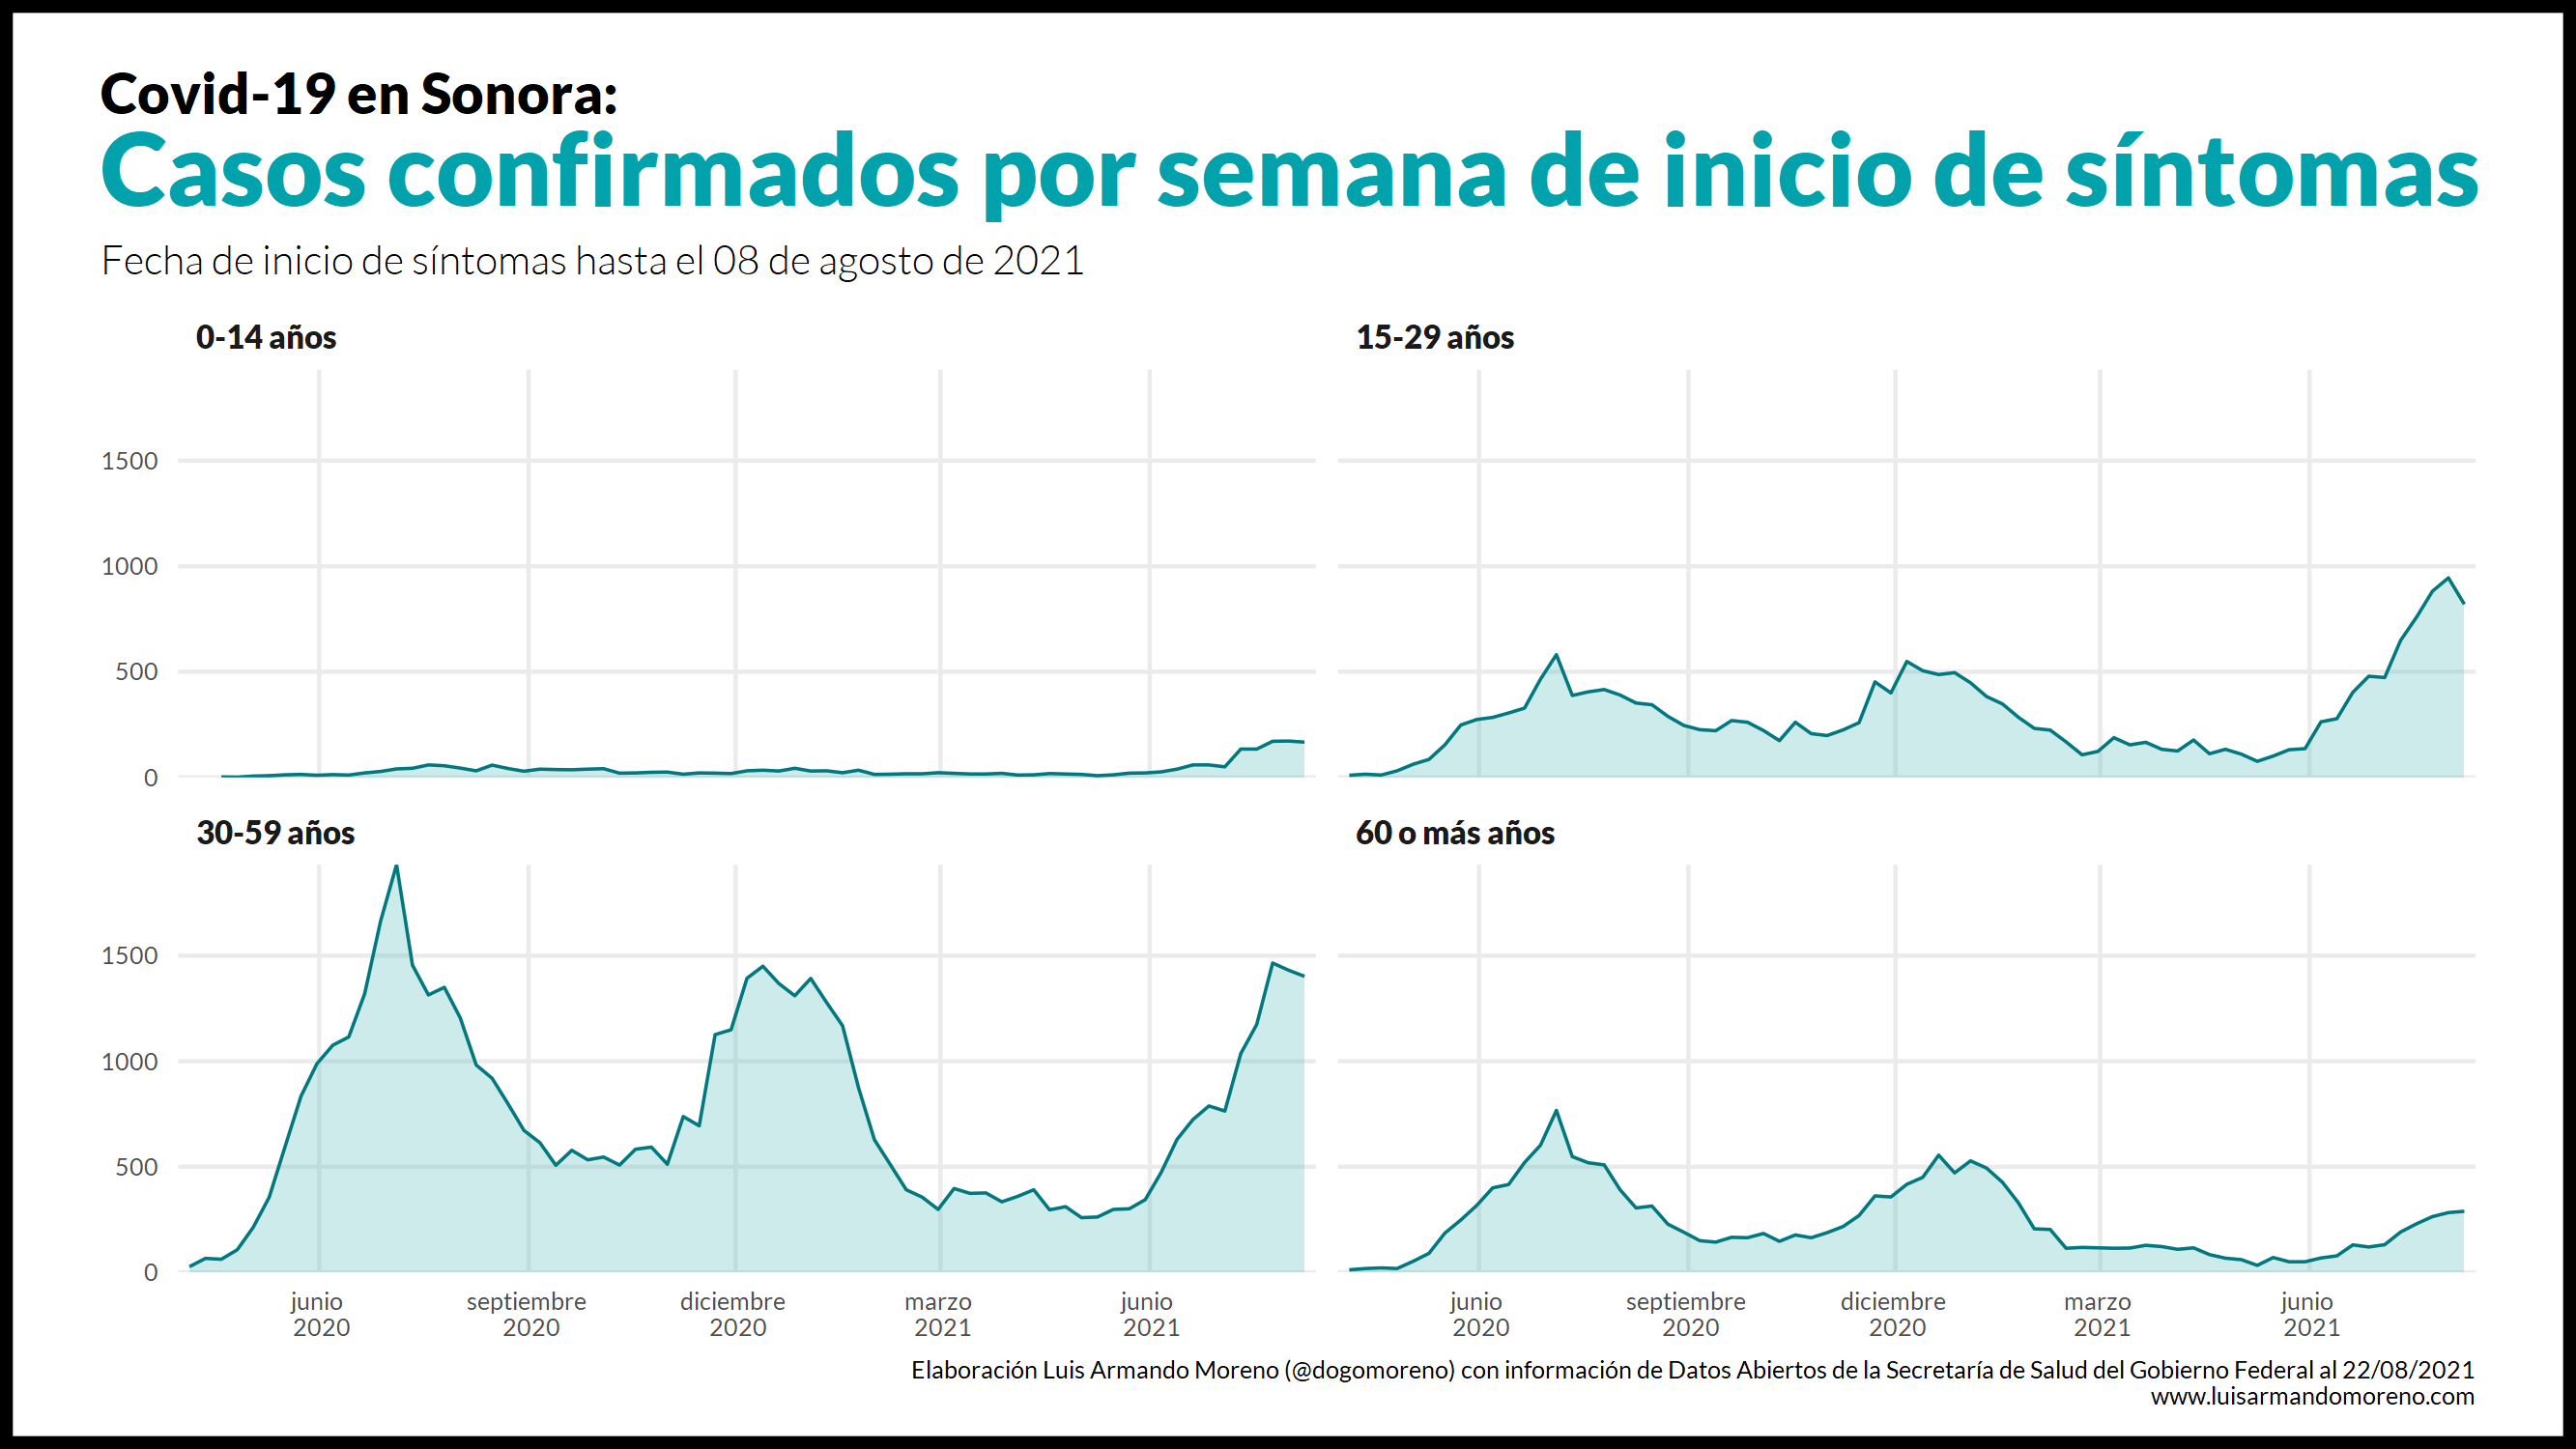 Covid-19 en Sonora:
Casos confirmados por semana de inicio de síntomas
Fecha de inicio de síntomas hasta el 08 de agosto de 2021
0-14 años
15-29 años
1500
1000
500
0
30-59 años
60 o más años
1500
1000
500
0
junio
2020
septiembre
2020
diciembre
2020
marzo
2021
junio
2021
junio
2020
septiembre
2020
diciembre
2020
marzo
2021
junio
2021
Elaboración Luis Armando Moreno (@dogomoreno) con información de Datos Abiertos de la Secretaría de Salud del Gobierno Federal al 22/08/2021
www.luisarmandomoreno.com